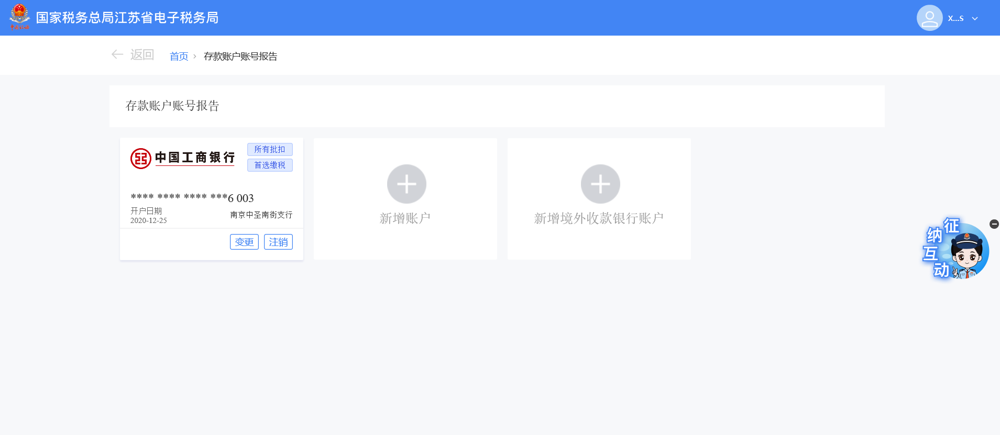 国家税务总局江苏省电子税务局
X...S
返回 首页 › 存款账户账号报告
存款账户账号报告
中国工商银行
所有批扣
首选缴税
**** **** **** ***6 003
开户日期
2020-12-25
南京中圣南街支行
变更 注销
新增账户
新增境外收款银行账户
征纳互动